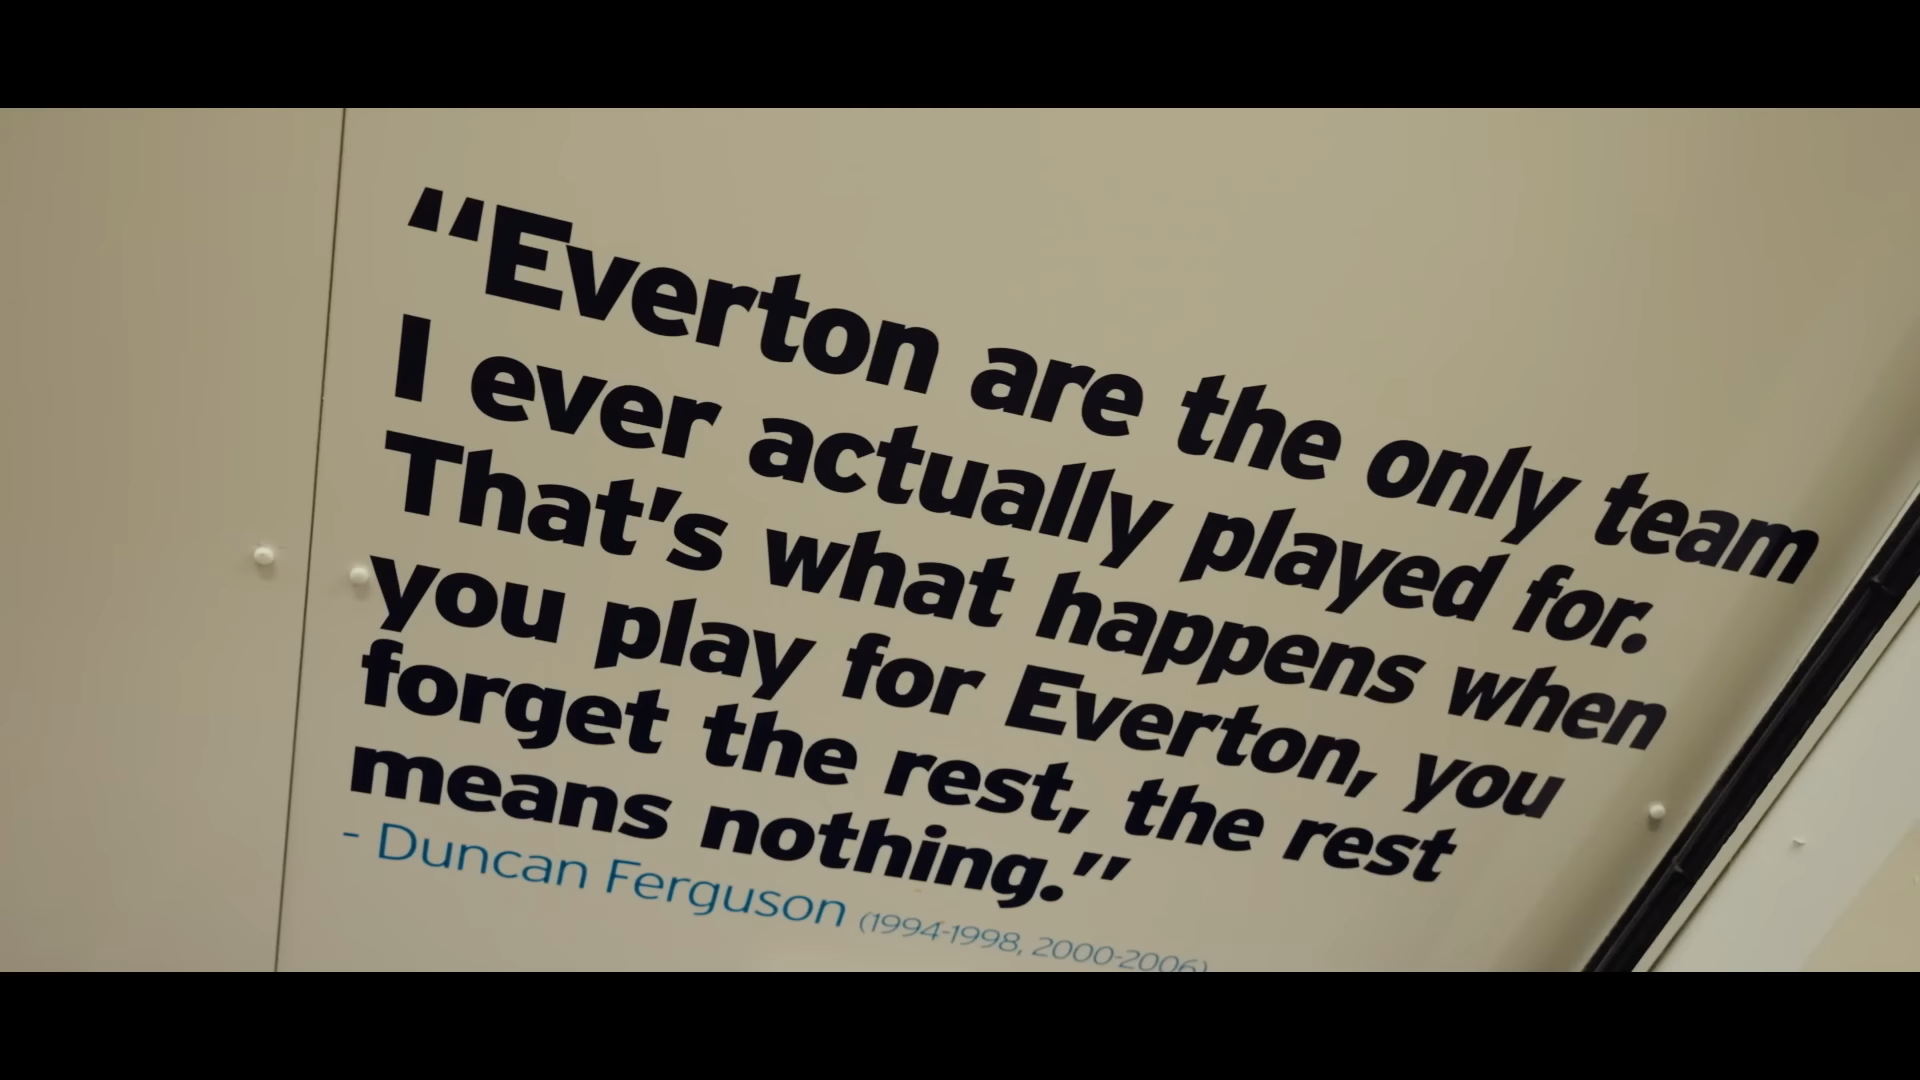 “Everton are the only team
I ever actually played for.
That's what happens when
you play for Everton, you
forget the rest, the rest
means nothing.”
- Duncan Ferguson (1994-1998, 2000-2006)